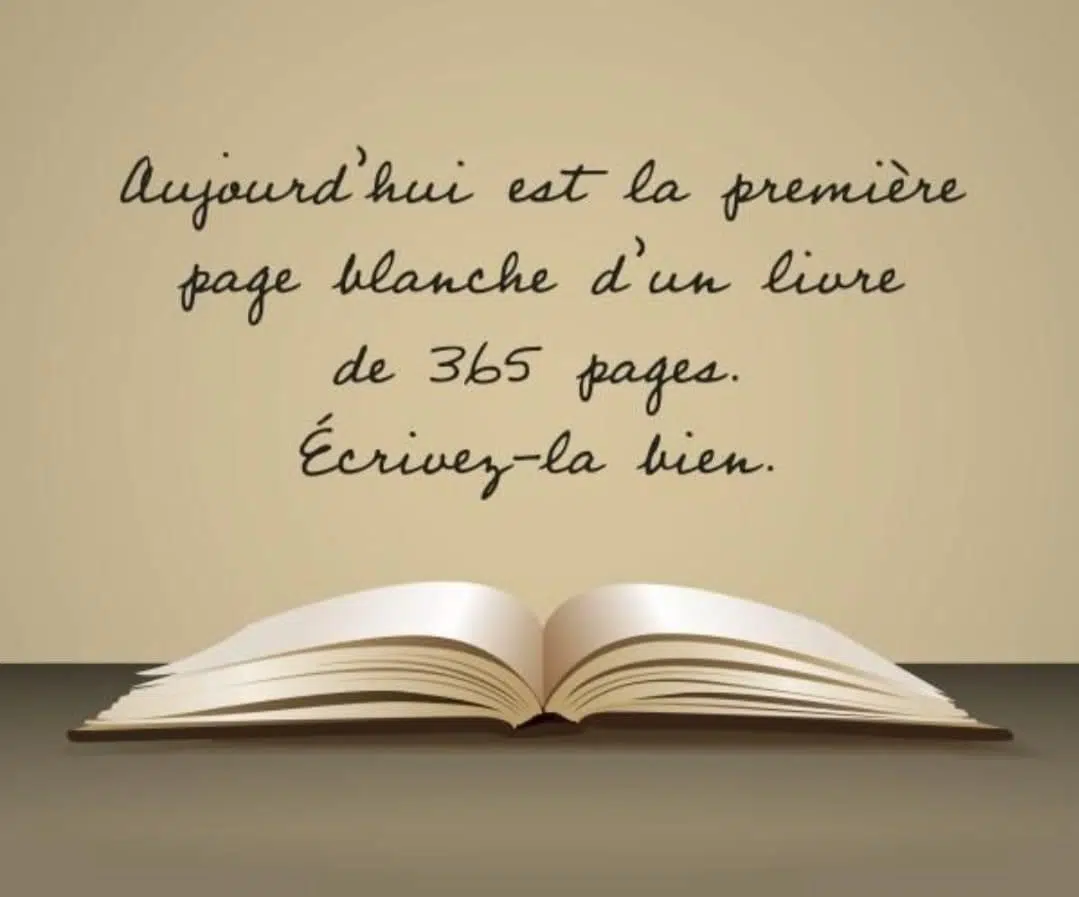 Aujourd'hui est la première
page blanche d'un livre
de 365 pages.
Écrivez-la bien.